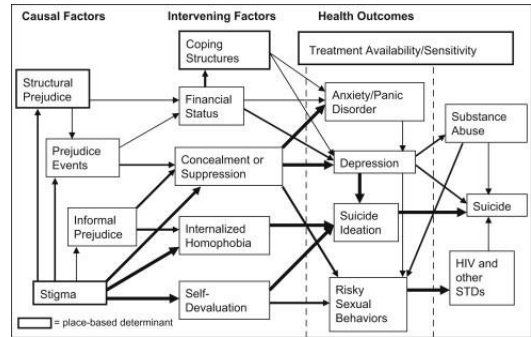 Causal Factors
Intervening Factors
Health Outcomes
Coping
Structures
Treatment Availability/Sensitivity
Structural
Prejudice
Financial
Status
Anxiety/Panic
Disorder
Substance
Abuse
Prejudice
Events
Concealment or
Suppression
Depression
Informal
Prejudice
Internalized
Homophobia
Suicide
Ideation
Suicide
Stigma
Self-
Devaluation
Risky
Sexual
Behaviors
HIV and
other
STDs
= place-based determinant